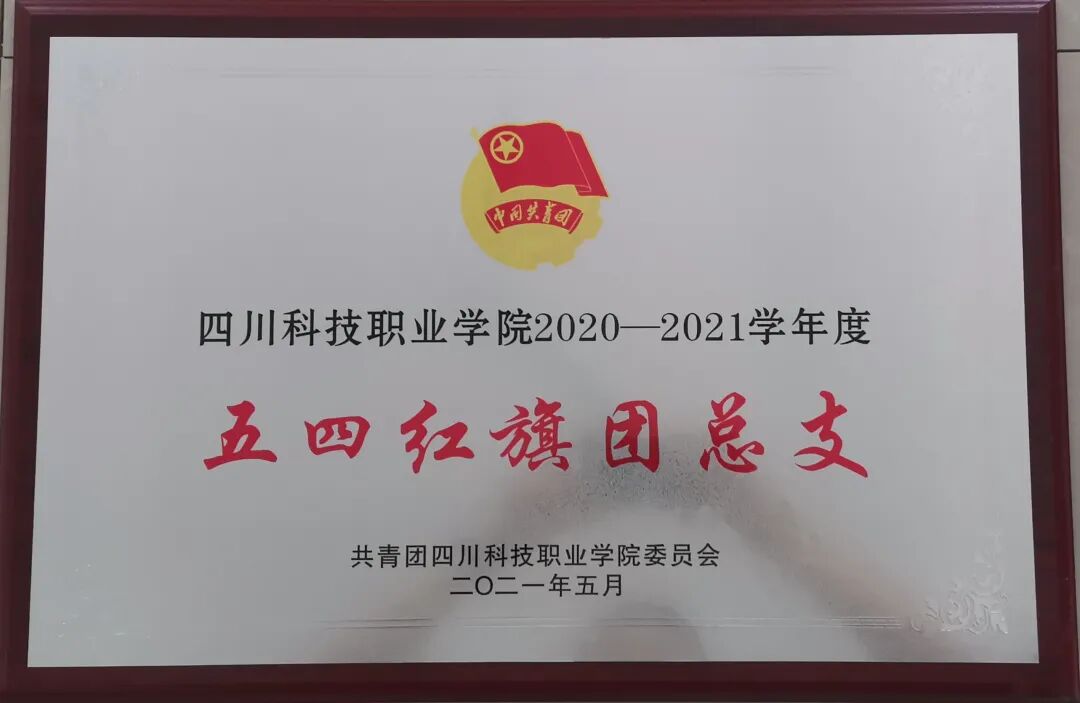 中国共青团
四川科技职业学院2020—2021学年度
五四红旗团总支
共青团四川科技职业学院委员会
二〇二一年五月